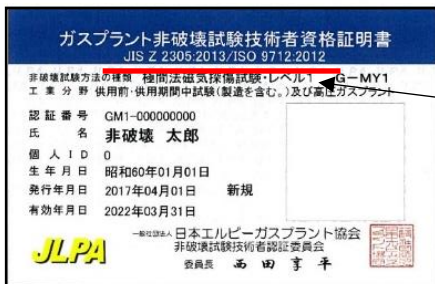 ガスプラント非破壊試験技術者資格証明書
JIS Z 2305:2013/ISO 9712:2012
非破壊試験方法の種類 極間法磁気探傷試験・レベル1 G-MY1
工業分野 供用前・供用期間中試験(製造を含む。)及び高圧ガスプラント
認証番号 GM1-000000000
氏名 非破壊 太郎
個人ID 0
生年月日 昭和60年01月01日
発行年月日 2017年04月01日 新規
有効年月日 2022年03月31日
JLPA
一般社団法人 日本エルピーガスプラント協会
非破壊試験技術者認証委員会
委員長 西田亨平